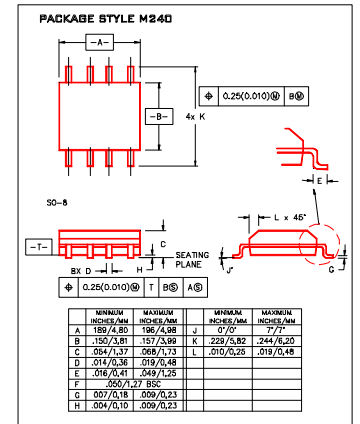 PACKAGE STYLE M240
-A-
-B-
4x K
⌖ 0.25(0.010)Ⓜ BⓂ
E
SO-8
-T-
C
SEATING
PLANE
8X D
H
L x 45°
J°
G
⌖ 0.25(0.010)Ⓜ T BⓈ AⓈ
MINIMUM INCHES/MM MAXIMUM INCHES/MM MINIMUM INCHES/MM MAXIMUM INCHES/MM
A 189/4,80 196/4,98 J 0°/0° 7°/7°
B .150/3,81 .157/3,99 K .229/5,82 .244/6,20
C .054/1,37 .068/1,73 L .010/0,25 .019/0,48
D .014/0,36 .019/0,48
E .016/0,41 .049/1,25
F .050/1,27 BSC
G 007/0,18 .009/0,23
H .004/0,10 .009/0,23